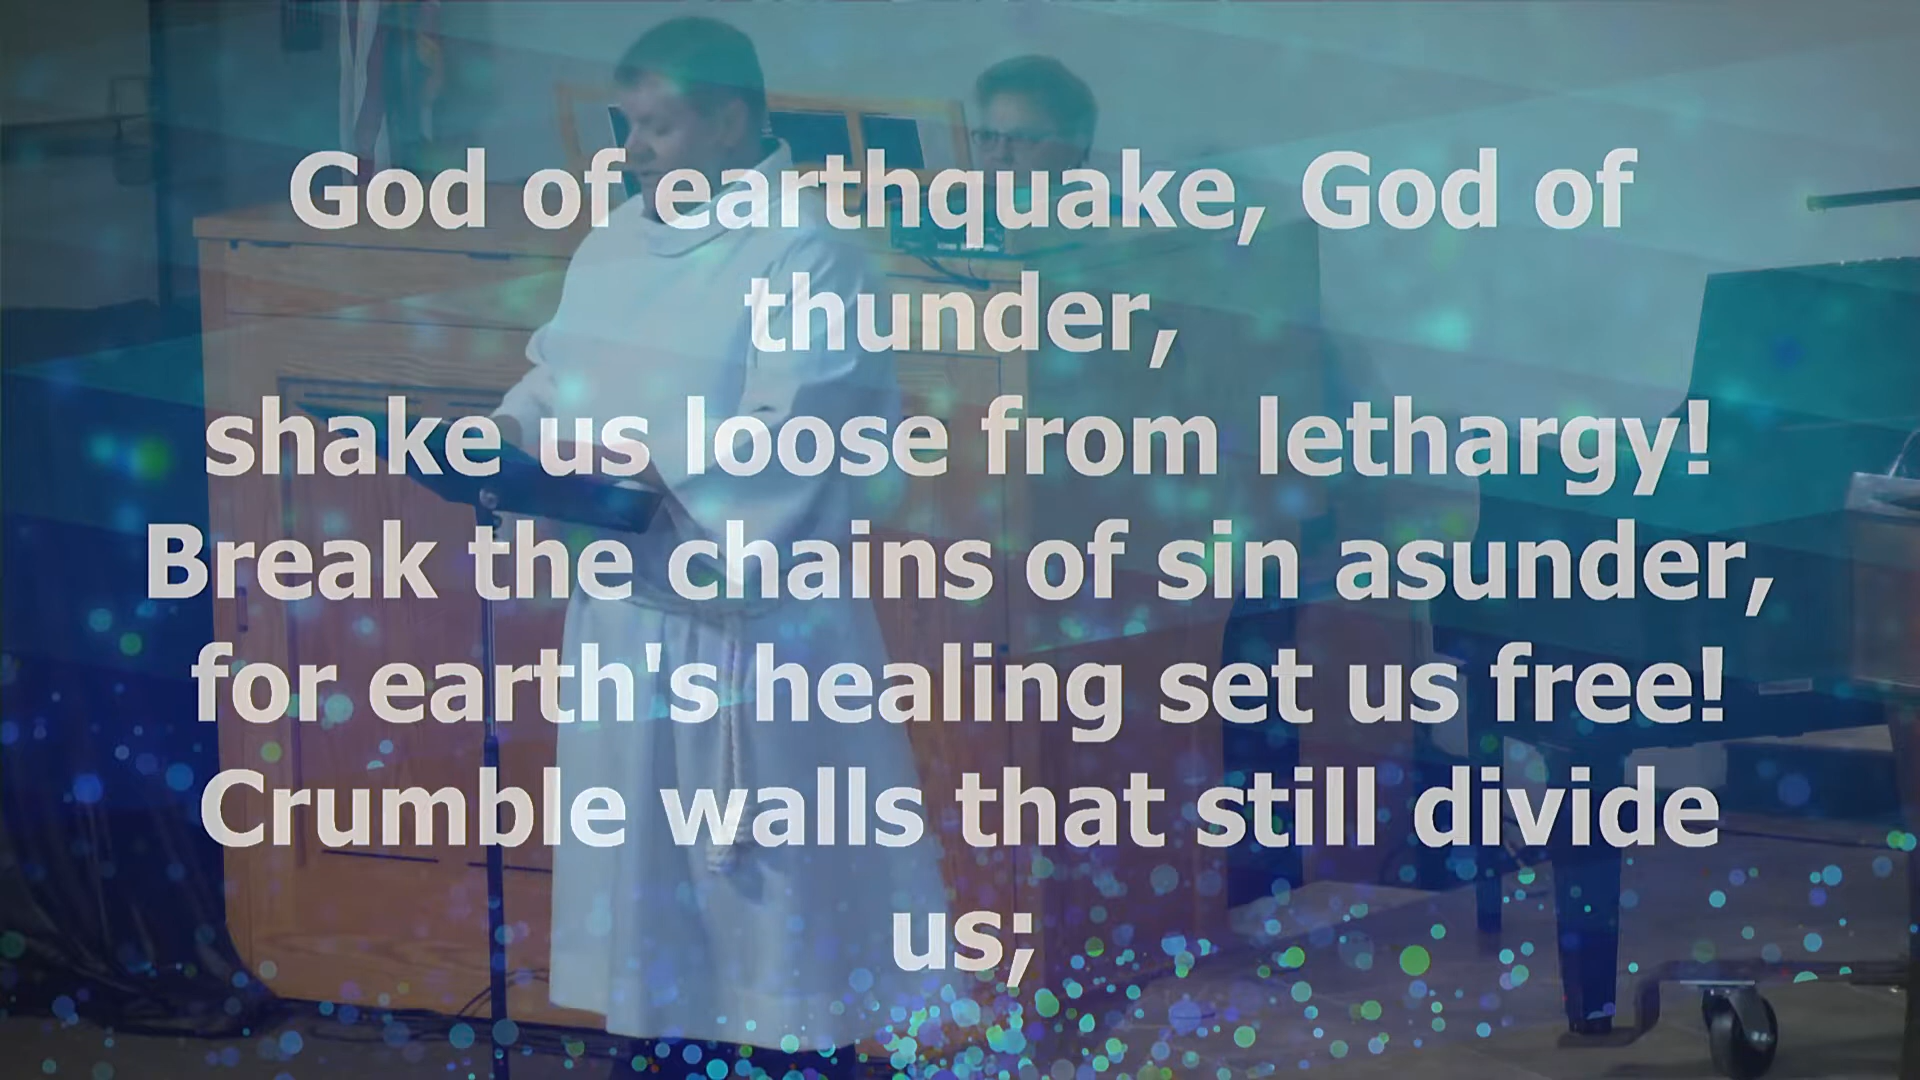 God of earthquake, God of
thunder,
shake us loose from lethargy!
Break the chains of sin asunder,
for earth's healing set us free!
Crumble walls that still divide
us;